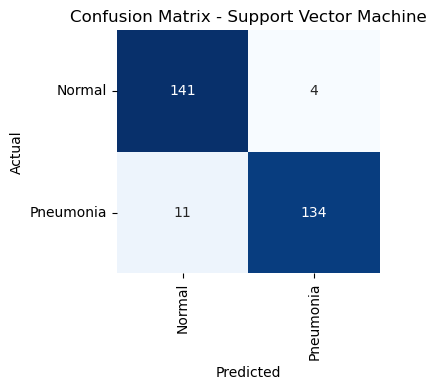 Confusion Matrix - Support Vector Machine
Actual
Normal
141
4
Pneumonia
11
134
Normal
Pneumonia
Predicted